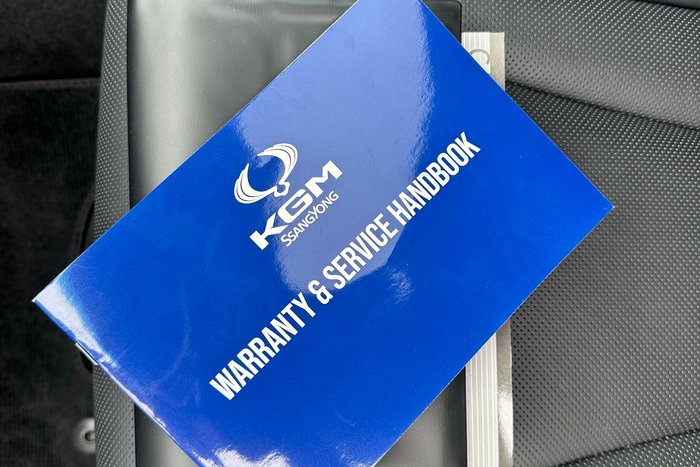 KGM
SSANGYONG
WARRANTY & SERVICE HANDBOOK